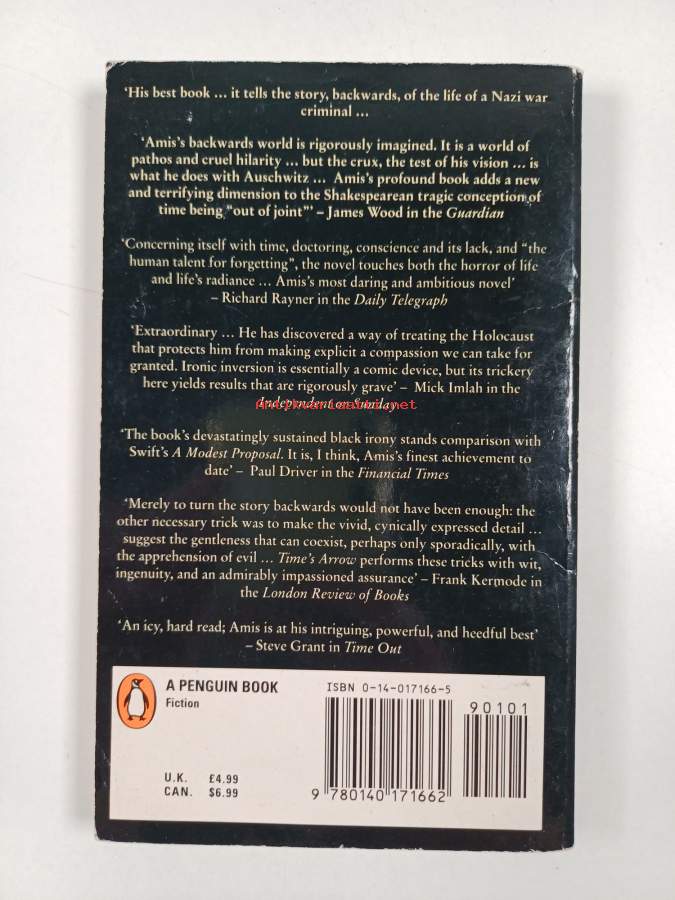 ‘His best book ... it tells the story, backwards, of the life of a Nazi war
criminal ...
‘Amis’s backwards world is rigorously imagined. It is a world of
pathos and cruel hilarity ... but the crux, the test of his vision ... is
what he does with Auschwitz ... Amis’s profound book adds a new
and terrifying dimension to the Shakespearean tragic conception of
time being “out of joint”’ – James Wood in the Guardian
‘Concerning itself with time, doctoring, conscience and its lack, and “the
human talent for forgetting”, the novel touches both the horror of life
and life’s radiance ... Amis’s most daring and ambitious novel’
– Richard Rayner in the Daily Telegraph
‘Extraordinary ... He has discovered a way of treating the Holocaust
that protects him from making explicit a compassion we can take for
granted. Ironic inversion is essentially a comic device, but its trickery
here yields results that are rigorously grave’ – Mick Imlah in the
Independent on Sunday
‘The book’s devastatingly sustained black irony stands comparison with
Swift’s A Modest Proposal. It is, I think, Amis’s finest achievement to
date’ – Paul Driver in the Financial Times
‘Merely to turn the story backwards would not have been enough: the
other necessary trick was to make the vivid, cynically expressed detail ...
suggest the gentleness that can coexist, perhaps only sporadically, with
the apprehension of evil ... Time’s Arrow performs these tricks with wit,
ingenuity, and an admirably impassioned assurance’ – Frank Kermode in
the London Review of Books
‘An icy, hard read; Amis is at his intriguing, powerful, and heedful best’
– Steve Grant in Time Out
A PENGUIN BOOK
Fiction
ISBN 0-14-017166-5
90101
U.K. £4.99
CAN. $6.99
9 780140 171662